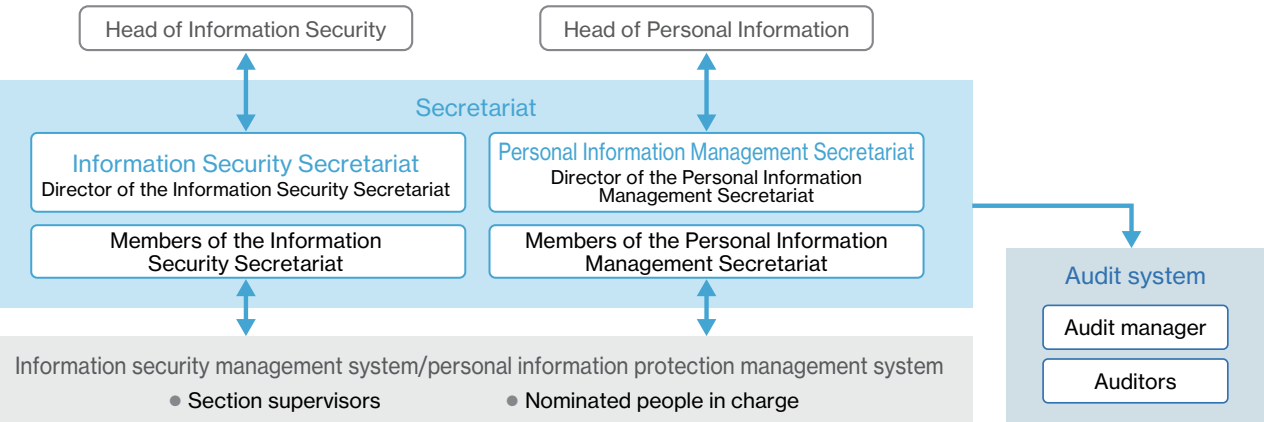 Head of Information Security
Head of Personal Information
Secretariat
Information Security Secretariat
Director of the Information Security Secretariat
Personal Information Management Secretariat
Director of the Personal Information
Management Secretariat
Members of the Information
Security Secretariat
Members of the Personal Information
Management Secretariat
Audit system
Audit manager
Auditors
Information security management system/personal information protection management system
● Section supervisors
● Nominated people in charge